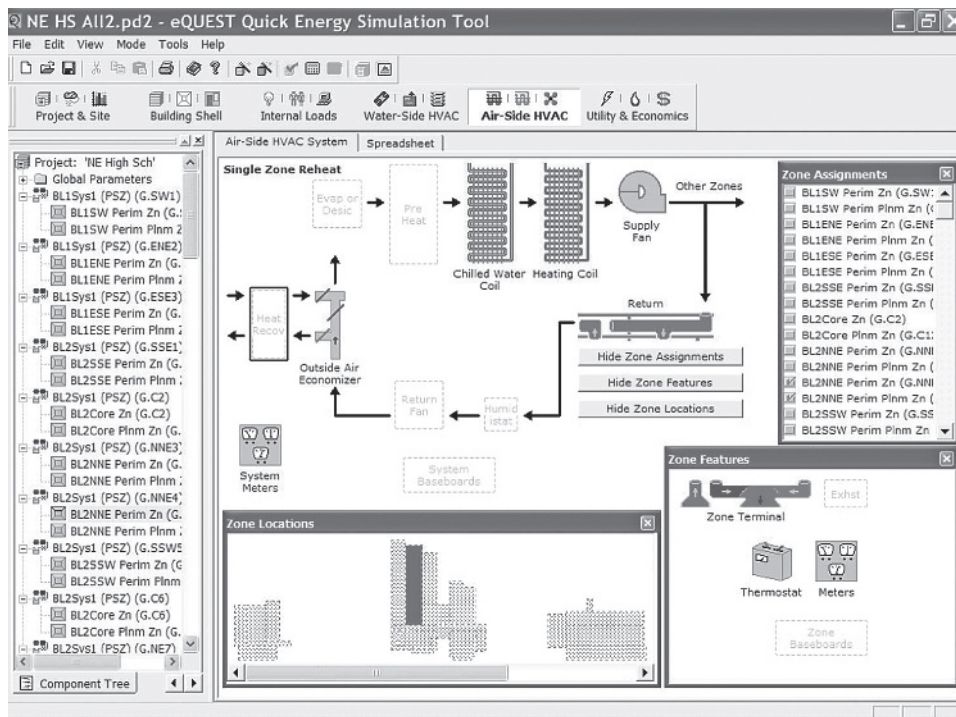 NE HS All2.pd2 - eQUEST Quick Energy Simulation Tool
File Edit View Mode Tools Help
Project & Site Building Shell Internal Loads Water-Side HVAC Air-Side HVAC Utility & Economics
Air-Side HVAC System Spreadsheet
Project: 'NE High Sch'
Global Parameters
BL1Sys1 (PSZ) (G.SW1)
BL1SW Perim Zn (G.
BL1SW Perim Plnm Z
BL1Sys1 (PSZ) (G.ENE2)
BL1ENE Perim Zn (G.
BL1ENE Perim Plnm
BL1Sys1 (PSZ) (G.ESE3)
BL1ESE Perim Zn (G.
BL1ESE Perim Plnm
BL2Sys1 (PSZ) (G.SSE1)
BL2SSE Perim Zn (G.
BL2SSE Perim Plnm
BL2Sys1 (PSZ) (G.C2)
BL2Core Zn (G.C2)
BL2Core Plnm Zn (G.
BL2Sys1 (PSZ) (G.NNE3)
BL2NNE Perim Zn (G.
BL2NNE Perim Plnm
BL2Sys1 (PSZ) (G.NNE4)
BL2NNE Perim Zn (G.
BL2NNE Perim Plnm
BL2Sys1 (PSZ) (G.SSW5
BL2SSW Perim Zn (G
BL2SSW Perim Plnm
BL2Sys1 (PSZ) (G.C6)
BL2Core Zn (G.C6)
BL2Core Plnm Zn (G.
BL2Sys1 (PSZ) (G.NE7)
Component Tree
Single Zone Reheat
Evap or
Desic
Pre
Heat
Chilled Water
Coil
Heating Coil
Supply
Fan
Other Zones
Heat
Recov
Outside Air
Economizer
Return
Hide Zone Assignments
Hide Zone Features
Hide Zone Locations
Return
Fan
Humid
istat
System
Meters
System
Baseboards
Zone Assignments
BL1SW Perim Zn (G.SW
BL1SW Perim Plnm Zn (
BL1ENE Perim Zn (G.ENE
BL1ENE Perim Plnm Zn (
BL1ESE Perim Zn (G.ESE
BL1ESE Perim Plnm Zn (
BL2SSE Perim Zn (G.SSE
BL2SSE Perim Plnm Zn (
BL2Core Zn (G.C2)
BL2Core Plnm Zn (G.C
BL2NNE Perim Zn (G.NN
BL2NNE Perim Plnm Zn (
BL2NNE Perim Zn (G.NN
BL2NNE Perim Plnm Zn (
BL2SSW Perim Zn (G.SS
BL2SSW Perim Plnm Zn
Zone Features
Zone Terminal
Exhst
Thermostat
Meters
Zone
Baseboards
Zone Locations